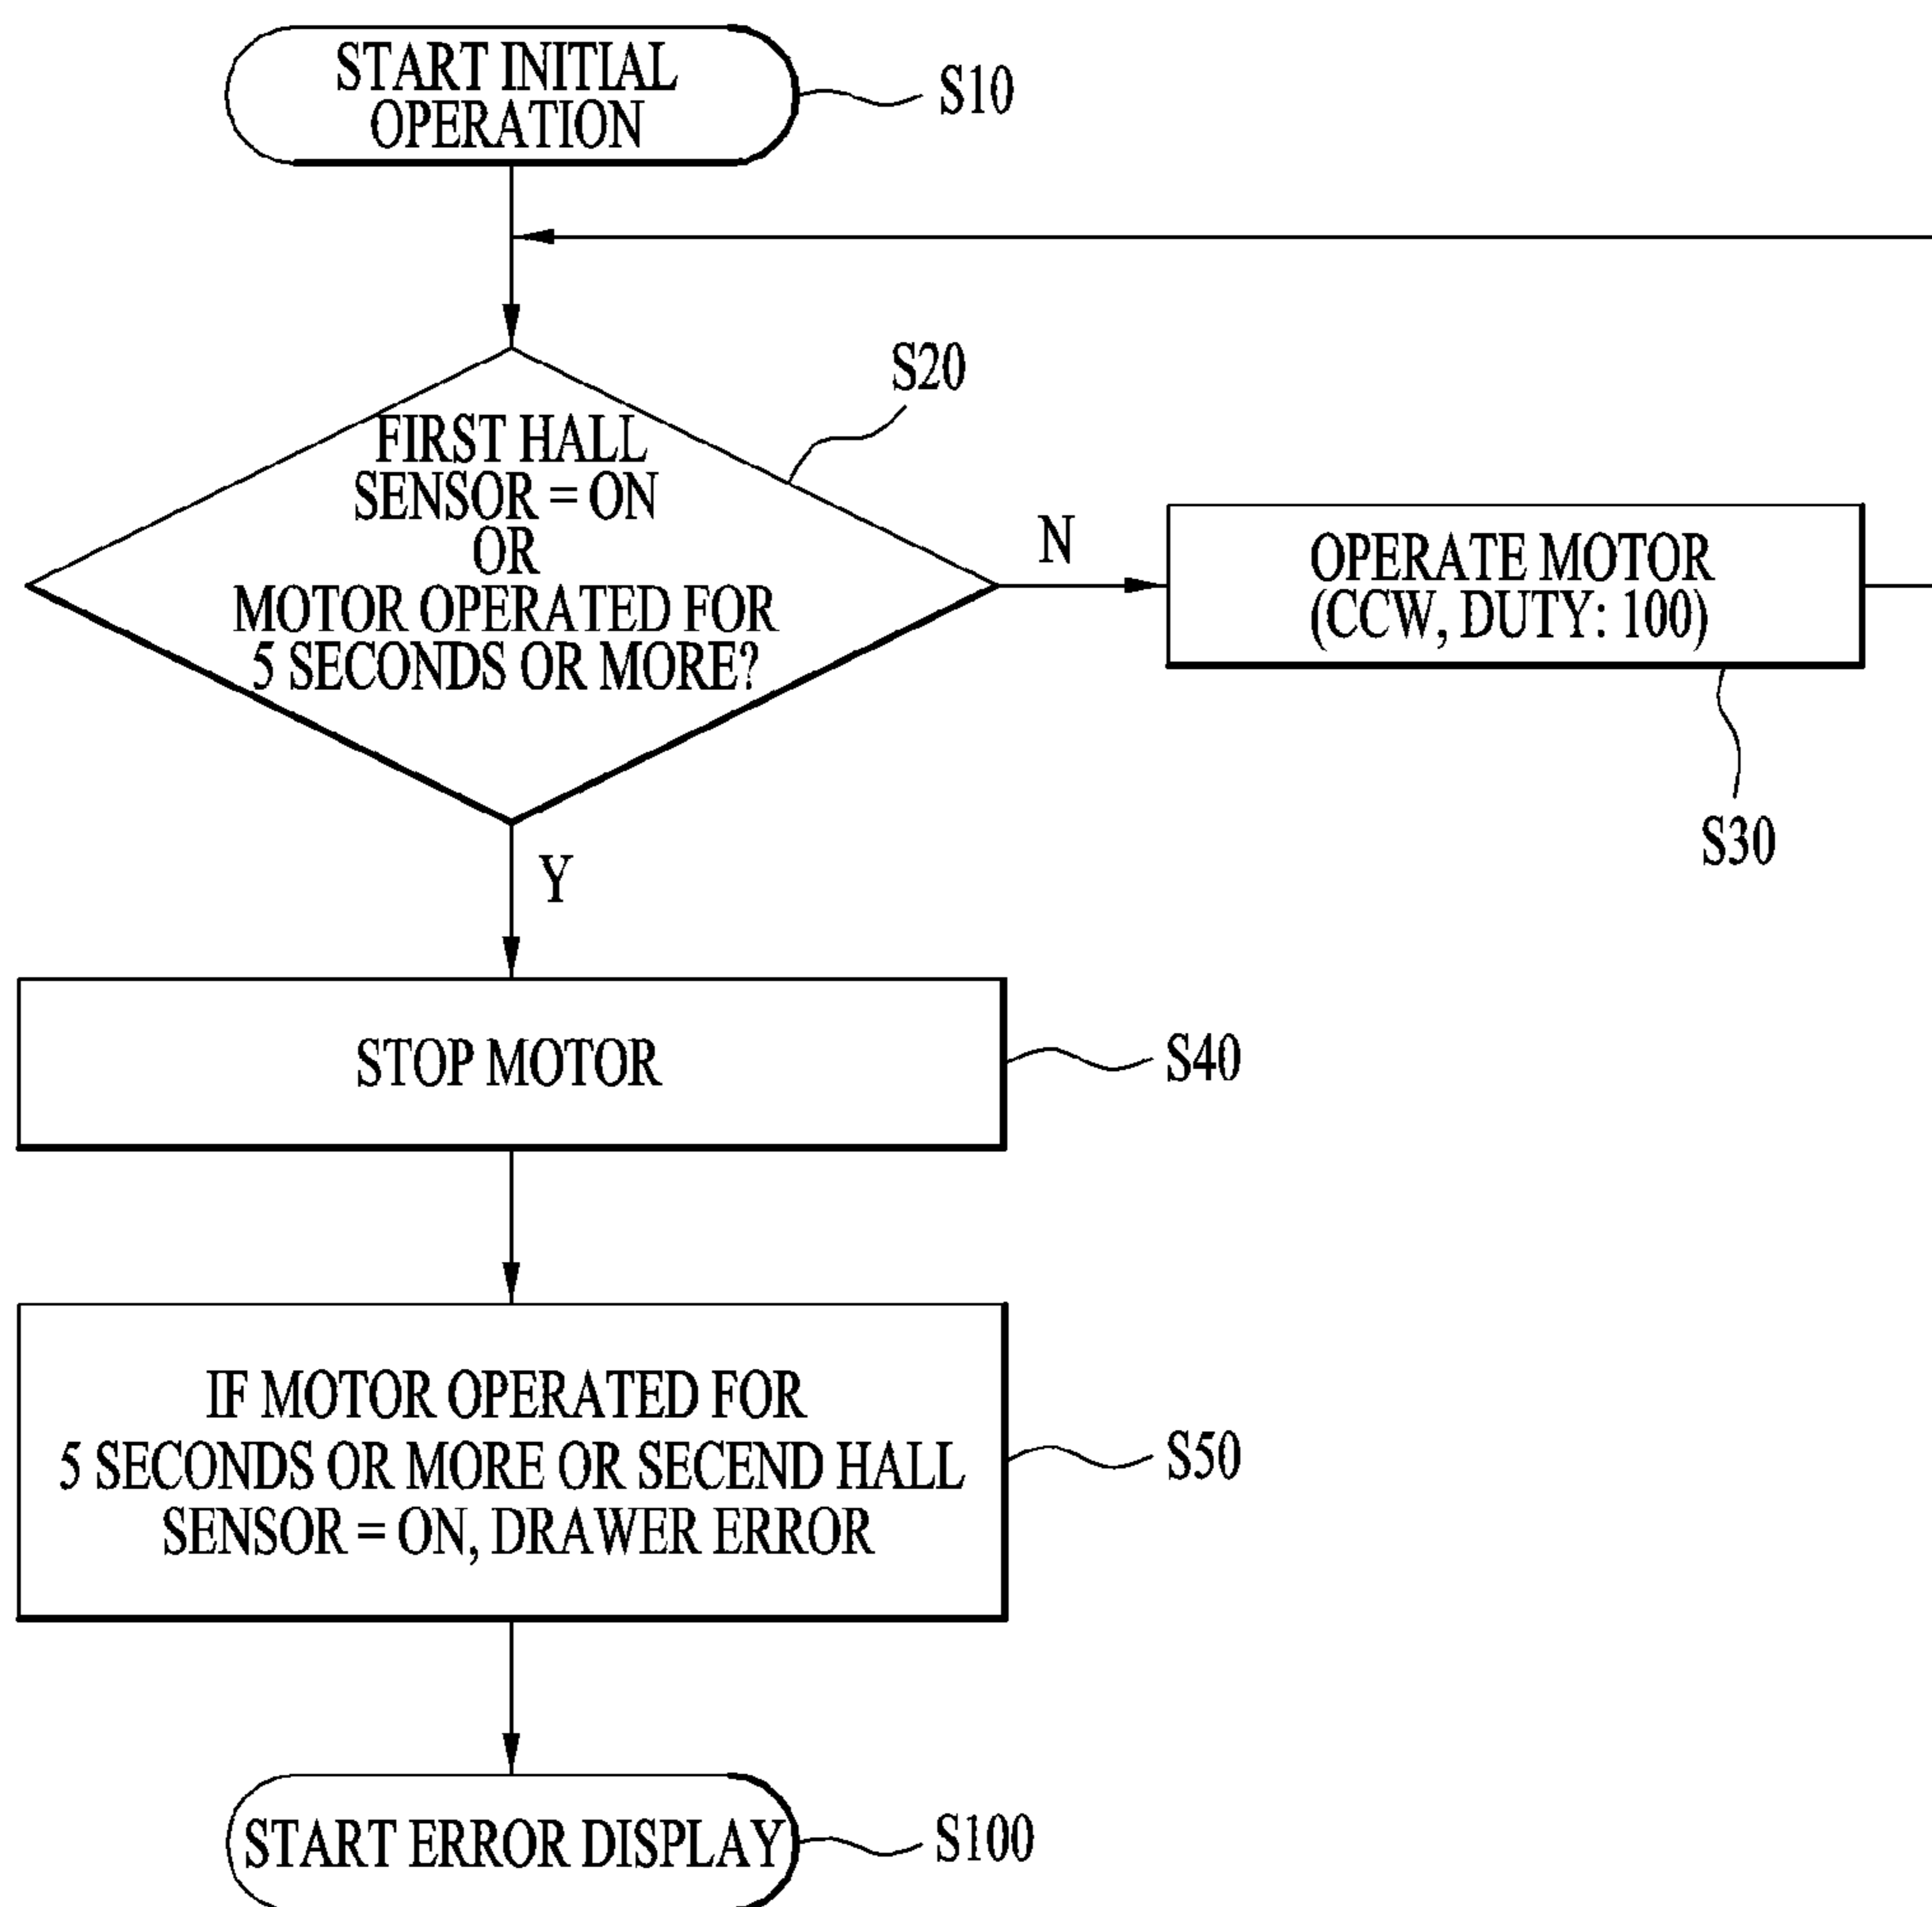 START INITIAL
OPERATION
S10
S20
FIRST HALL
SENSOR = ON
OR
MOTOR OPERATED FOR
5 SECONDS OR MORE?
N
OPERATE MOTOR
(CCW, DUTY: 100)
S30
Y
STOP MOTOR
S40
IF MOTOR OPERATED FOR
5 SECONDS OR MORE OR SECEND HALL
SENSOR = ON, DRAWER ERROR
S50
START ERROR DISPLAY
S100